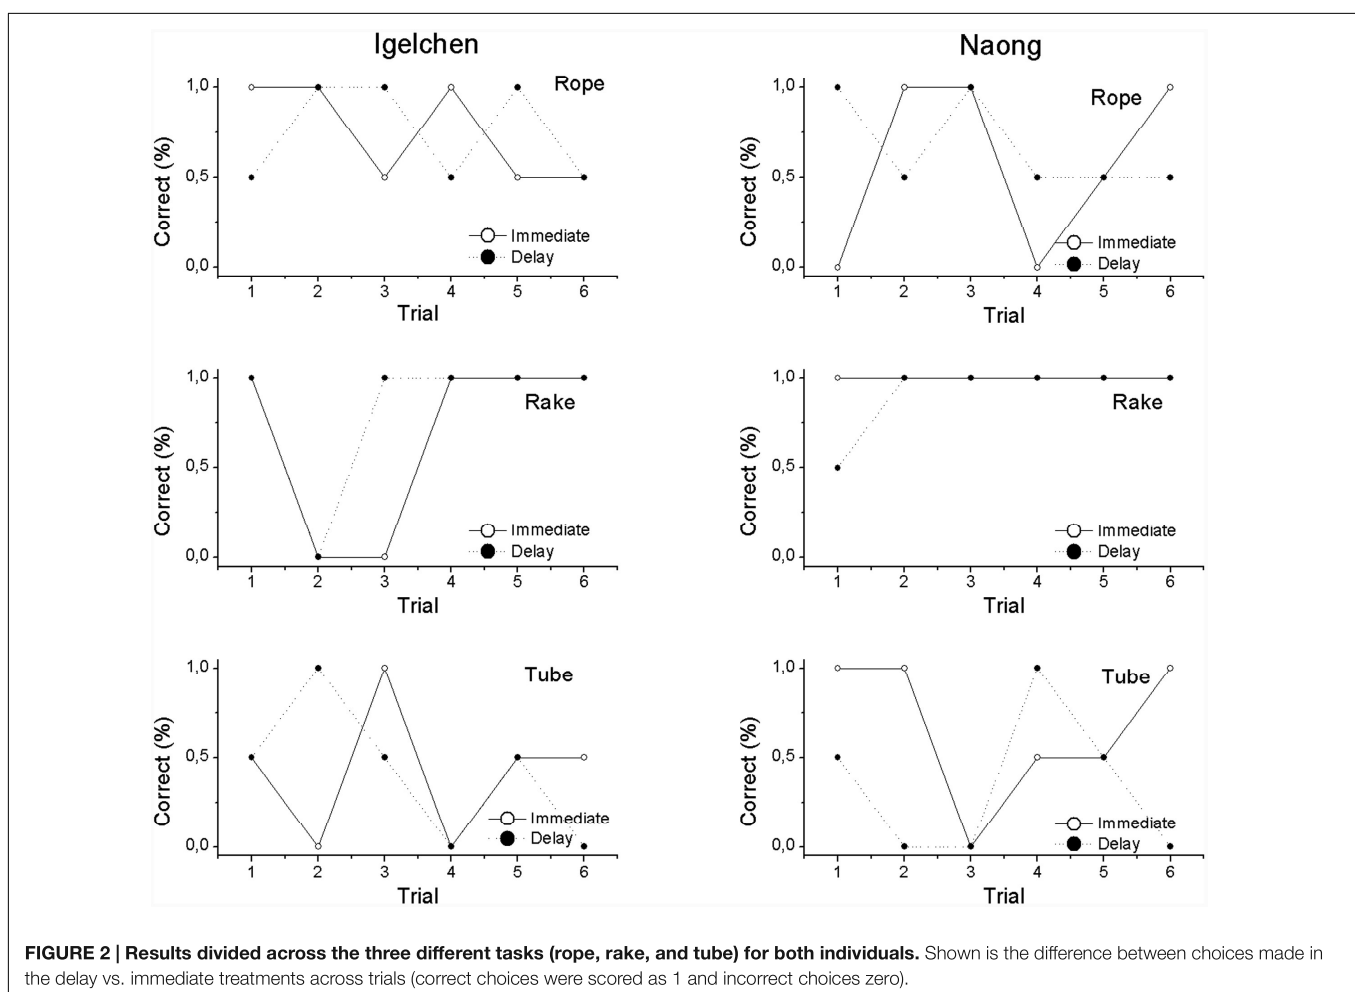 Igelchen
Naong
1,0
0,5
0,0
Correct (%)
Rope
Immediate
Delay
1 2 3 4 5 6
Trial
1,0
0,5
0,0
Correct (%)
Rope
Immediate
Delay
1 2 3 4 5 6
Trial
1,0
0,5
0,0
Correct (%)
Rake
Immediate
Delay
1 2 3 4 5 6
Trial
1,0
0,5
0,0
Correct (%)
Rake
Immediate
Delay
1 2 3 4 5 6
Trial
1,0
0,5
0,0
Correct (%)
Tube
Immediate
Delay
1 2 3 4 5 6
Trial
1,0
0,5
0,0
Correct (%)
Tube
Immediate
Delay
1 2 3 4 5 6
Trial
FIGURE 2 | Results divided across the three different tasks (rope, rake, and tube) for both individuals. Shown is the difference between choices made in
the delay vs. immediate treatments across trials (correct choices were scored as 1 and incorrect choices zero).